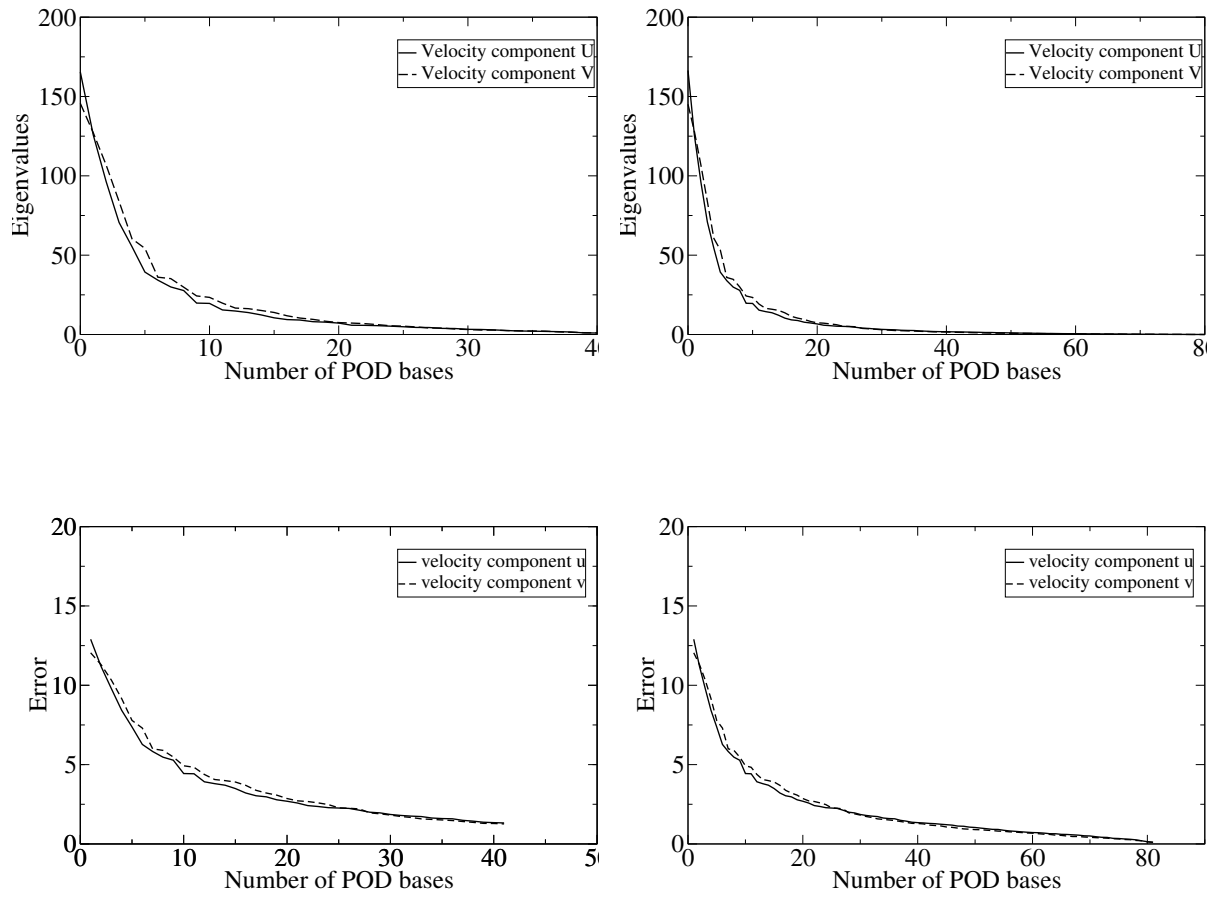 200
150
100
50
0
Eigenvalues
Velocity component U
Velocity component V
0 10 20 30 4
Number of POD bases
200
150
100
50
0
Eigenvalues
Velocity component U
Velocity component V
0 20 40 60 80
Number of POD bases
20
15
10
5
0
Error
velocity component u
velocity component v
0 10 20 30 40 50
Number of POD bases
20
15
10
5
0
Error
velocity component u
velocity component v
0 20 40 60 80
Number of POD bases